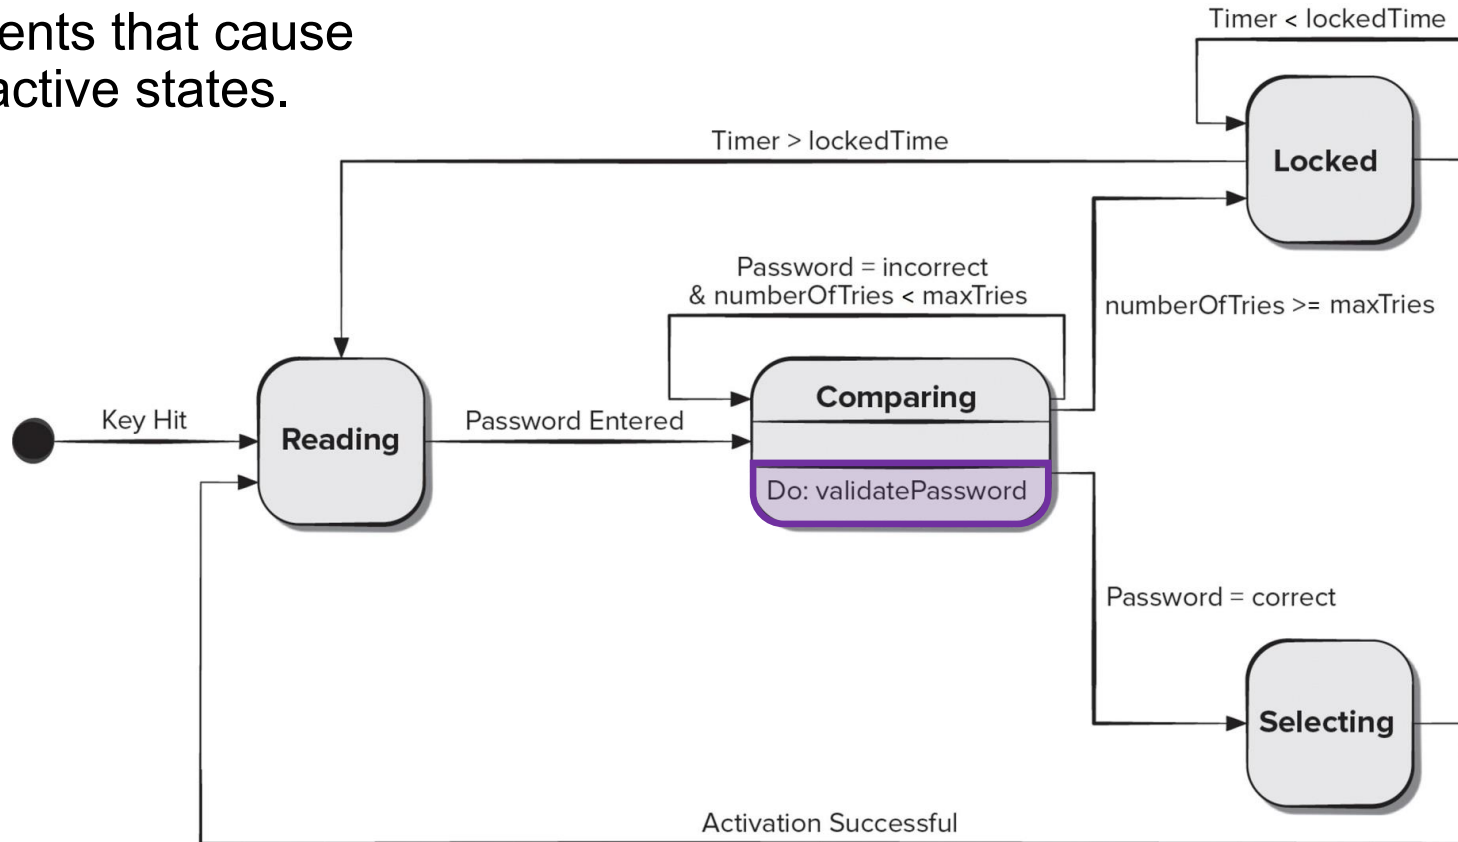 ents that cause
active states.
Timer < lockedTime
Timer > lockedTime
Locked
Password = incorrect
& numberOfTries < maxTries
numberOfTries >= maxTries
Comparing
Key Hit
Reading
Password Entered
Do: validatePassword
Password = correct
Selecting
Activation Successful